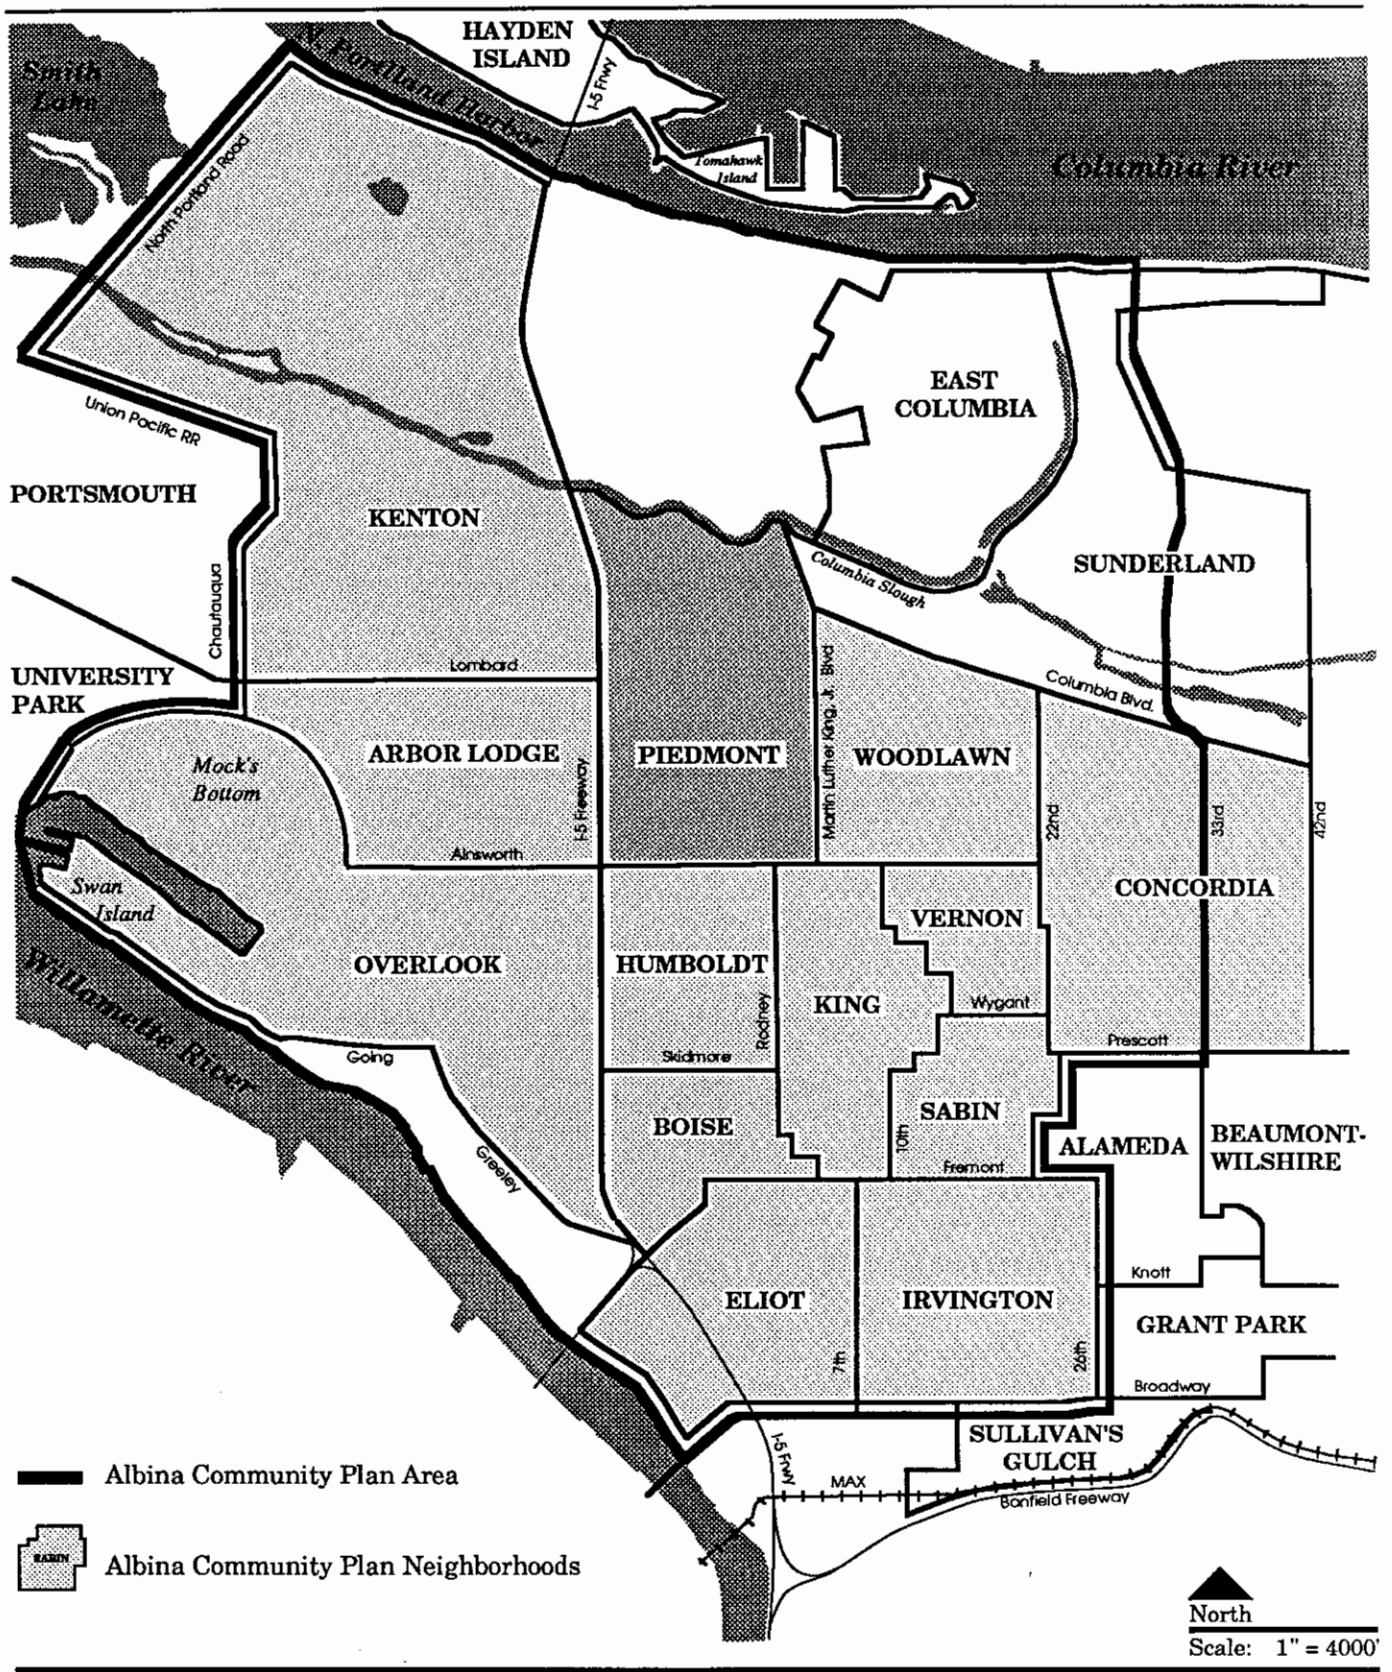 HAYDEN
ISLAND
N. Portland Harbor
I-5 Frwy
Smith
Lake
Tomahawk
Island
Columbia River
North Portland Road
EAST
COLUMBIA
Union Pacific RR
PORTSMOUTH
KENTON
Columbia Slough
SUNDERLAND
Chautauqua
Lombard
UNIVERSITY
PARK
Columbia Blvd.
Mock's
Bottom
ARBOR LODGE
I-5 Freeway
PIEDMONT
Martin Luther King, Jr. Blvd
WOODLAWN
22nd
33rd
42nd
Ainsworth
Swan
Island
CONCORDIA
VERNON
OVERLOOK
HUMBOLDT
Rodney
KING
Wygant
Willamette River
Going
Skidmore
Prescott
BOISE
10th
SABIN
ALAMEDA
BEAUMONT-
WILSHIRE
Greeley
Fremont
Knott
ELIOT
IRVINGTON
GRANT PARK
7th
26th
Broadway
SULLIVAN'S
GULCH
I-5 Frwy
MAX
Banfield Freeway
Albina Community Plan Area
SABIN
Albina Community Plan Neighborhoods
North
Scale: 1" = 4000'